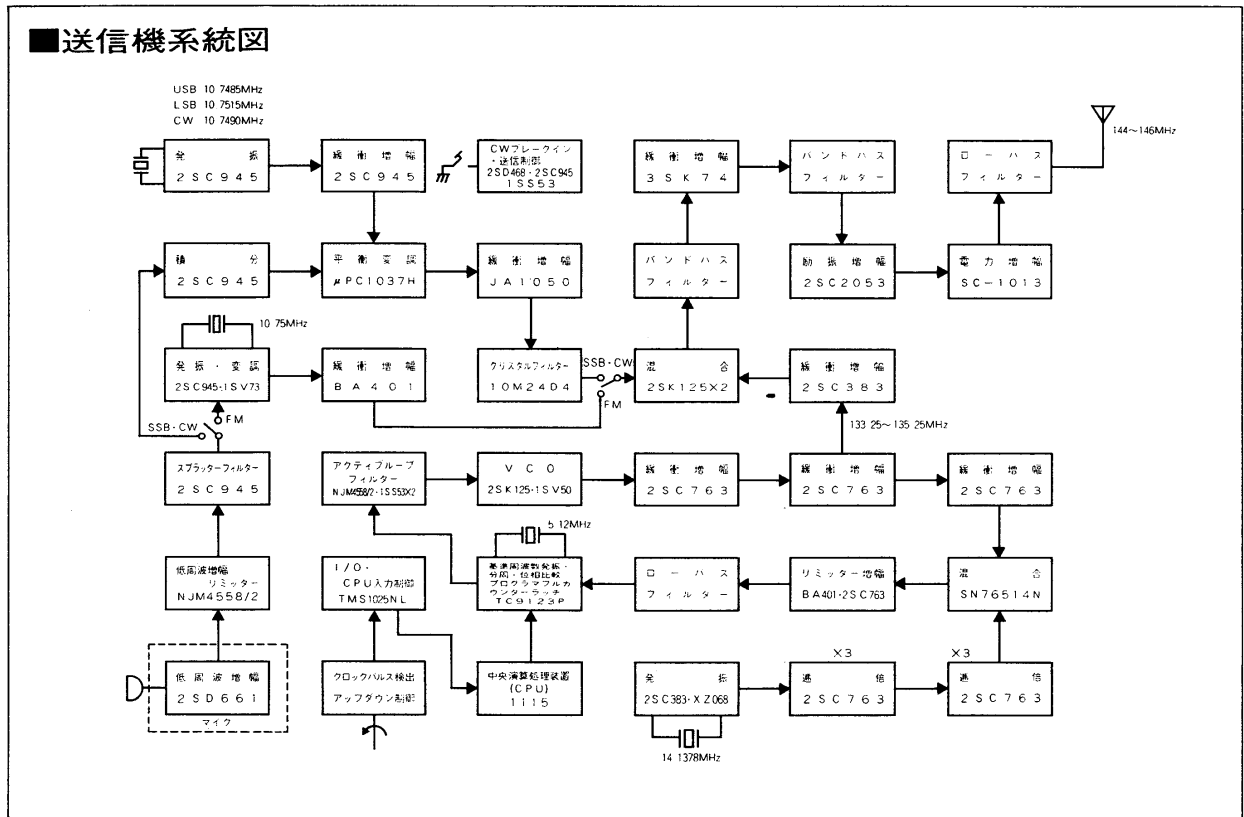 ■送信機系統図
USB 10 7485MHz
LSB 10 7515MHz
CW 10 7490MHz
144～146MHz
発振
2SC945
緩衝増幅
2SC945
CWブレークイン
・送信制御
2SD468・2SC945
1SS53
緩衝増幅
3SK74
バンドパス
フィルター
ローパス
フィルター
積分
2SC945
平衡変調
μPC1037H
緩衝増幅
JA1050
バンドパス
フィルター
励振増幅
2SC2053
電力増幅
SC-1013
10 75MHz
発振・変調
2SC945・1SV73
緩衝増幅
BA401
クリスタルフィルター
10M24D4
SSB・CW
FM
混合
2SK125X2
緩衝増幅
2SC383
133 25～135 25MHz
FM
SSB・CW
スプラッターフィルター
2SC945
アクティブループ
フィルター
NJM4558/2・1SS53X2
VCO
2SK125・1SV50
緩衝増幅
2SC763
緩衝増幅
2SC763
緩衝増幅
2SC763
5 12MHz
低周波増幅
リミッター
NJM4558/2
I/O・
CPU入力制御
TMS1025NL
基準周波数発振・
分周・位相比較
プログラマブルカ
ウンターラッチ
TC9123P
ローパス
フィルター
リミッター増幅
BA401・2SC763
混合
SN76514N
低周波増幅
2SD661
マイク
クロックパルス検出
アップダウン制御
中央演算処理装置
(CPU)
1115
発振
2SC383・XZ068
14 1378MHz
×3
逓倍
2SC763
×3
逓倍
2SC763